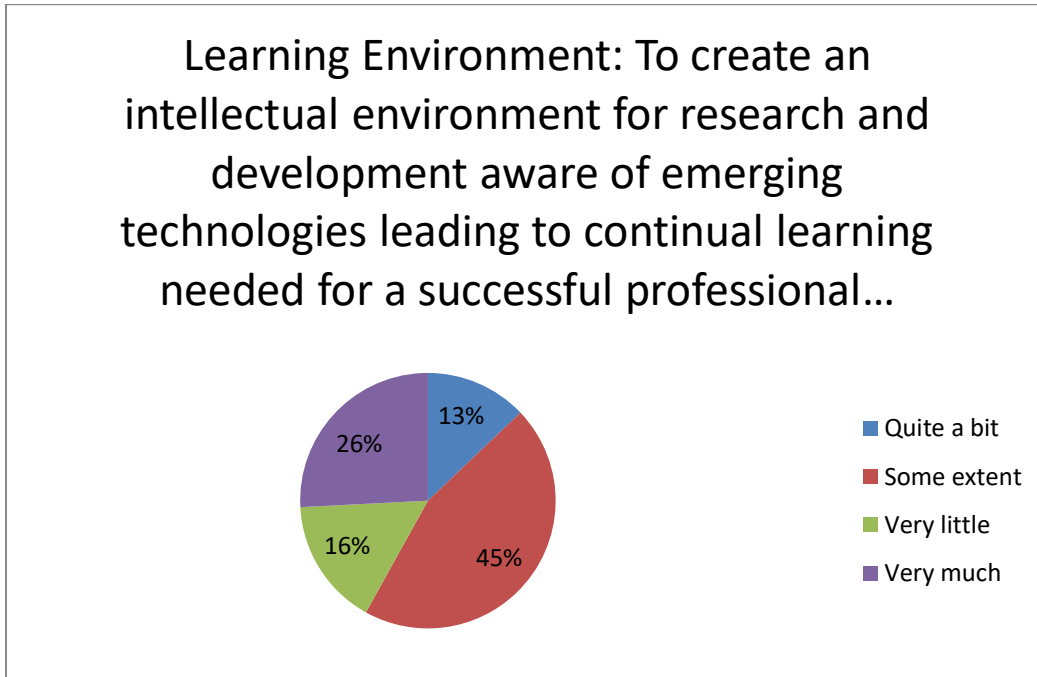 Learning Environment: To create an
intellectual environment for research and
development aware of emerging
technologies leading to continual learning
needed for a successful professional…
13%
26%
16%
45%
Quite a bit
Some extent
Very little
Very much